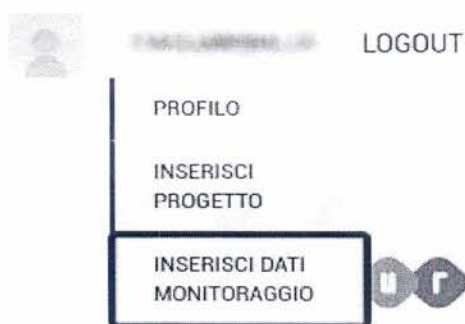 LOGOUT
PROFILO
INSERISCI
PROGETTO
INSERISCI DATI
MONITORAGGIO
u r